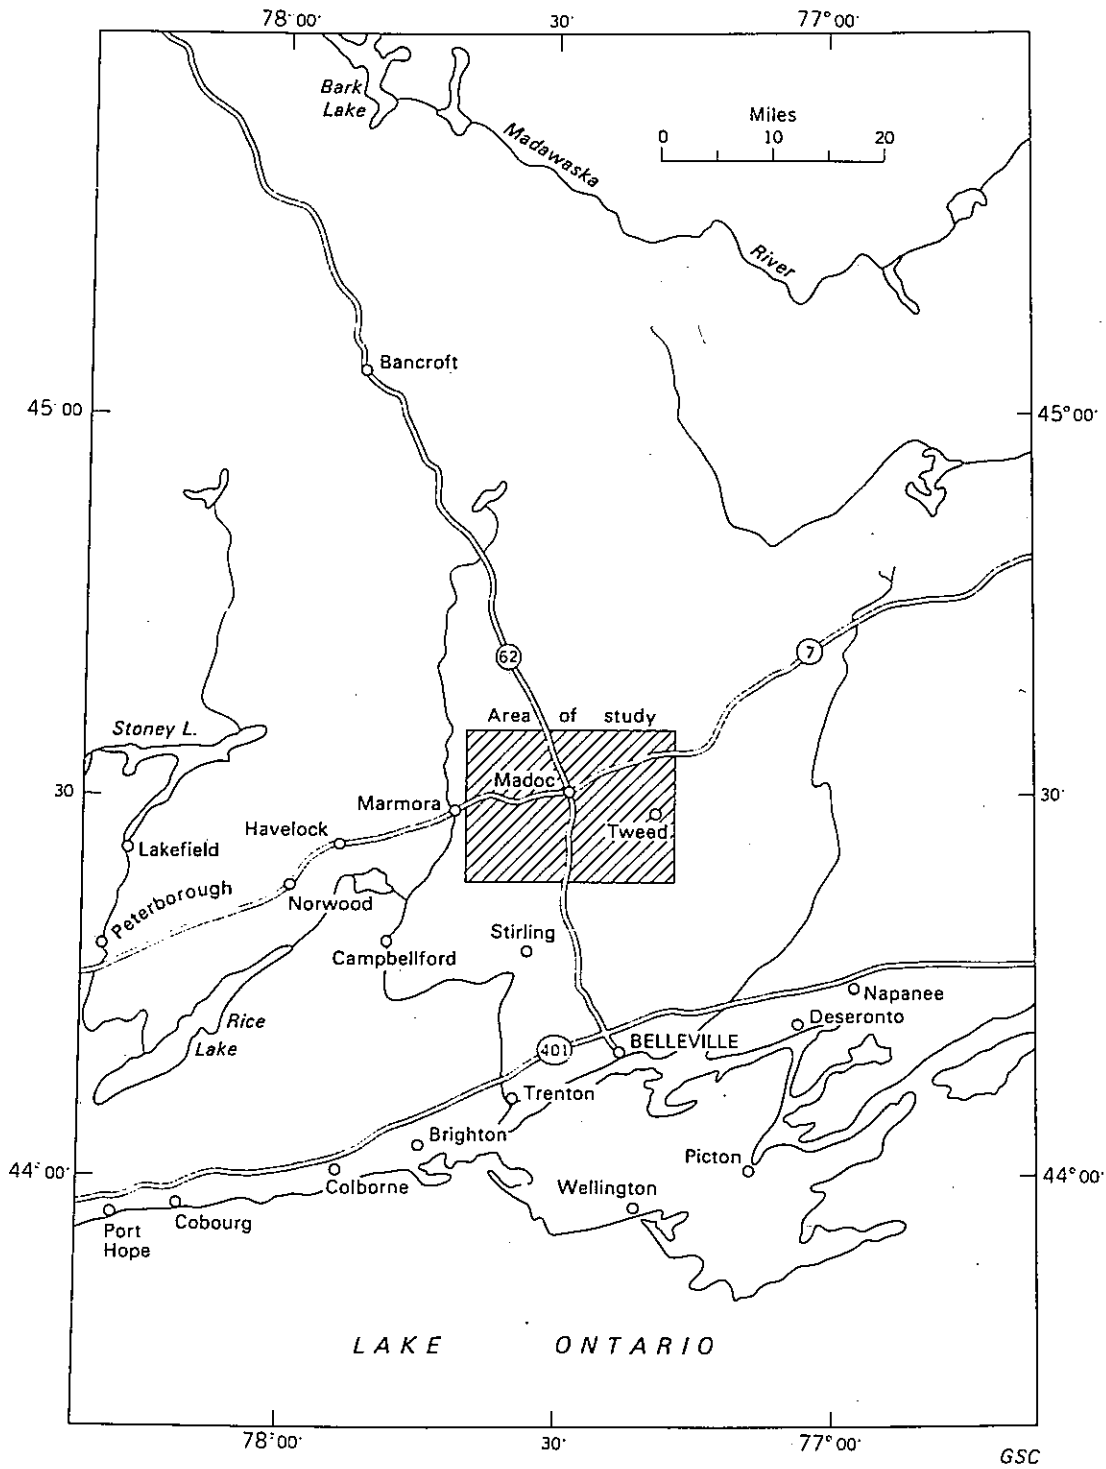 78°00'
30'
77°00'
Bark
Lake
Miles
0
10
20
Madawaska
River
Bancroft
45 00
45°00'
62
7
Area of study
Stoney L.
Madoc
30
30'
Marmora
Tweed
Havelock
Lakefield
Peterborough
Norwood
Stirling
Campbellford
Napanee
Deseronto
Rice
Lake
BELLEVILLE
401
Trenton
Brighton
Picton
44°00'
44°00'
Colborne
Wellington
Cobourg
Port
Hope
LAKE ONTARIO
78°00'
30'
77°00'
GSC